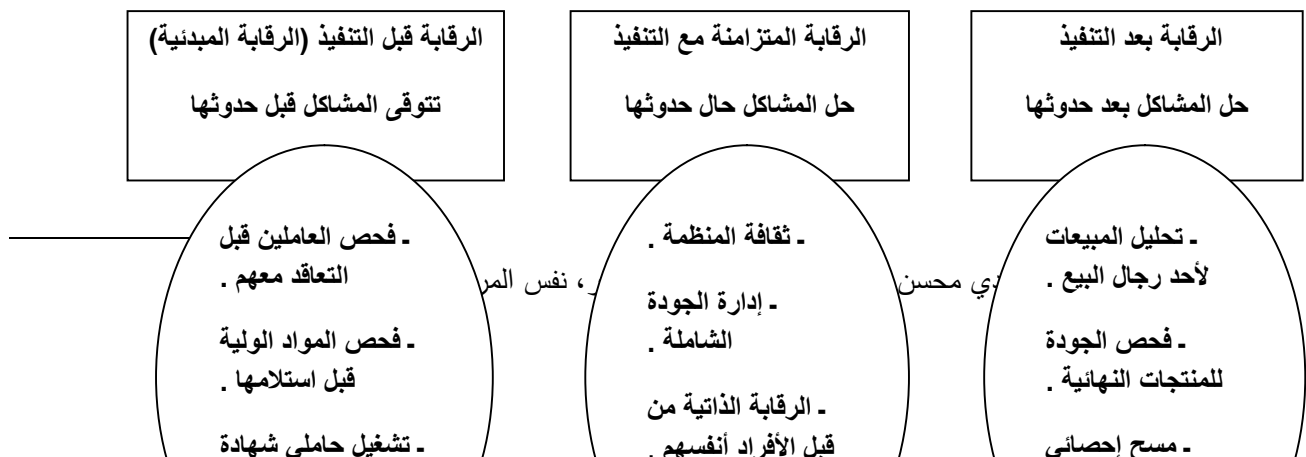 الرقابة بعد التنفيذ
حل المشاكل بعد حدوثها
ـ تحليل المبيعات
لأحد رجال البيع .
ـ فحص الجودة
للمنتجات النهائية .
ـ مسح إحصائي
الرقابة المتزامنة مع التنفيذ
حل المشاكل حال حدوثها
ـ ثقافة المنظمة .
ـ إدارة الجودة
الشاملة .
ـ الرقابة الذاتية من
قبل الأفراد أنفسهم .
الرقابة قبل التنفيذ (الرقابة المبدئية)
تتوقى المشاكل قبل حدوثها
ـ فحص العاملين قبل
التعاقد معهم .
ـ فحص المواد الولية
قبل استلامها .
ـ تشغيل حاملي شهادة
محسن ، نفس